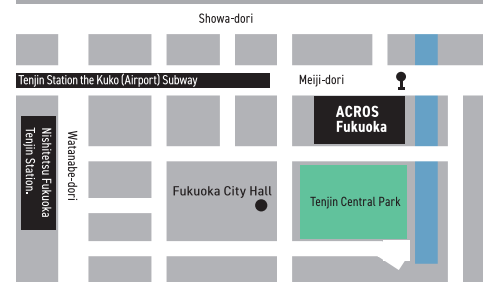 Showa-dori
Tenjin Station the Kuko (Airport) Subway
Meiji-dori
ACROS
Fukuoka
Nishitetsu Fukuoka
Tenjin Station.
Watanabe-dori
Fukuoka City Hall
Tenjin Central Park